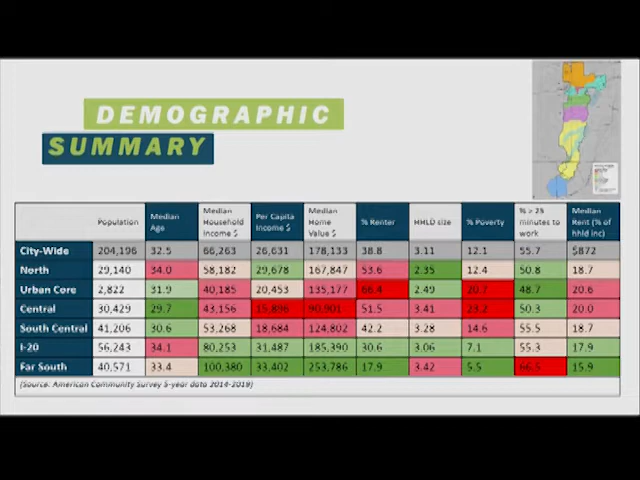 DEMOGRAPHIC
SUMMARY
Population | Median Age | Median Household Income $ | Per Capita Income $ | Median Home Value $ | % Renter | HHLD size | % Poverty | % > 25 minutes to work | Median Rent (% of hhld inc)
City-Wide | 204,196 | 32.5 | 66,263 | 26,631 | 178,133 | 38.8 | 3.11 | 12.1 | 55.7 | $872
North | 29,140 | 34.0 | 58,182 | 29,678 | 167,847 | 53.6 | 2.35 | 12.4 | 50.8 | 18.7
Urban Core | 2,822 | 31.9 | 40,185 | 20,453 | 135,177 | 66.4 | 2.49 | 20.7 | 48.7 | 20.6
Central | 30,429 | 29.7 | 43,156 | 15,896 | 90,901 | 51.5 | 3.41 | 23.2 | 50.3 | 20.0
South Central | 41,206 | 30.6 | 53,268 | 18,684 | 124,802 | 42.2 | 3.28 | 14.6 | 55.5 | 18.7
I-20 | 56,243 | 34.1 | 80,253 | 31,487 | 185,390 | 30.6 | 3.06 | 7.1 | 55.3 | 17.9
Far South | 40,571 | 33.4 | 100,380 | 33,402 | 253,786 | 17.9 | 3.42 | 5.5 | 66.5 | 15.9
(Source: American Community Survey 5-year data 2014-2019)